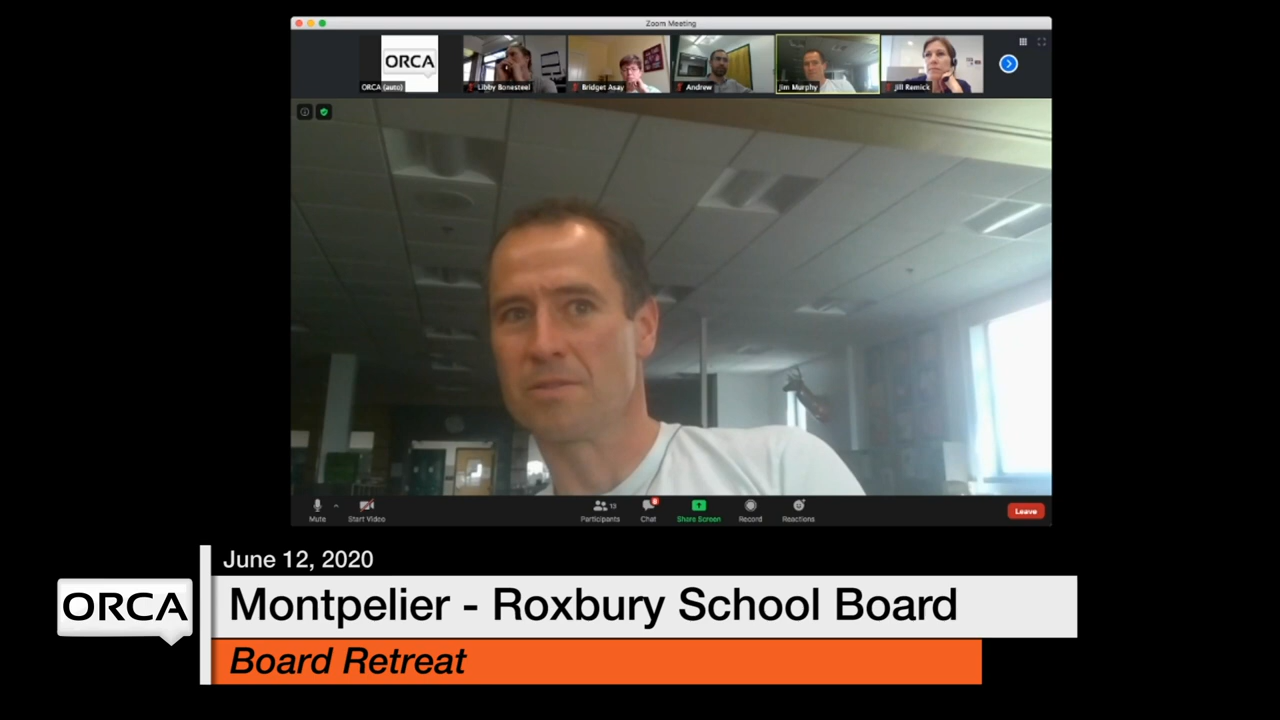 Zoom Meeting
ORCA
ORCA (auto)
Libby Bonesteel
Bridget Asay
Andrew
Jim Murphy
Jill Remick
Mute
Start Video
Participants
13
Chat
Share Screen
Record
Reactions
Leave
June 12, 2020
ORCA
Montpelier - Roxbury School Board
Board Retreat